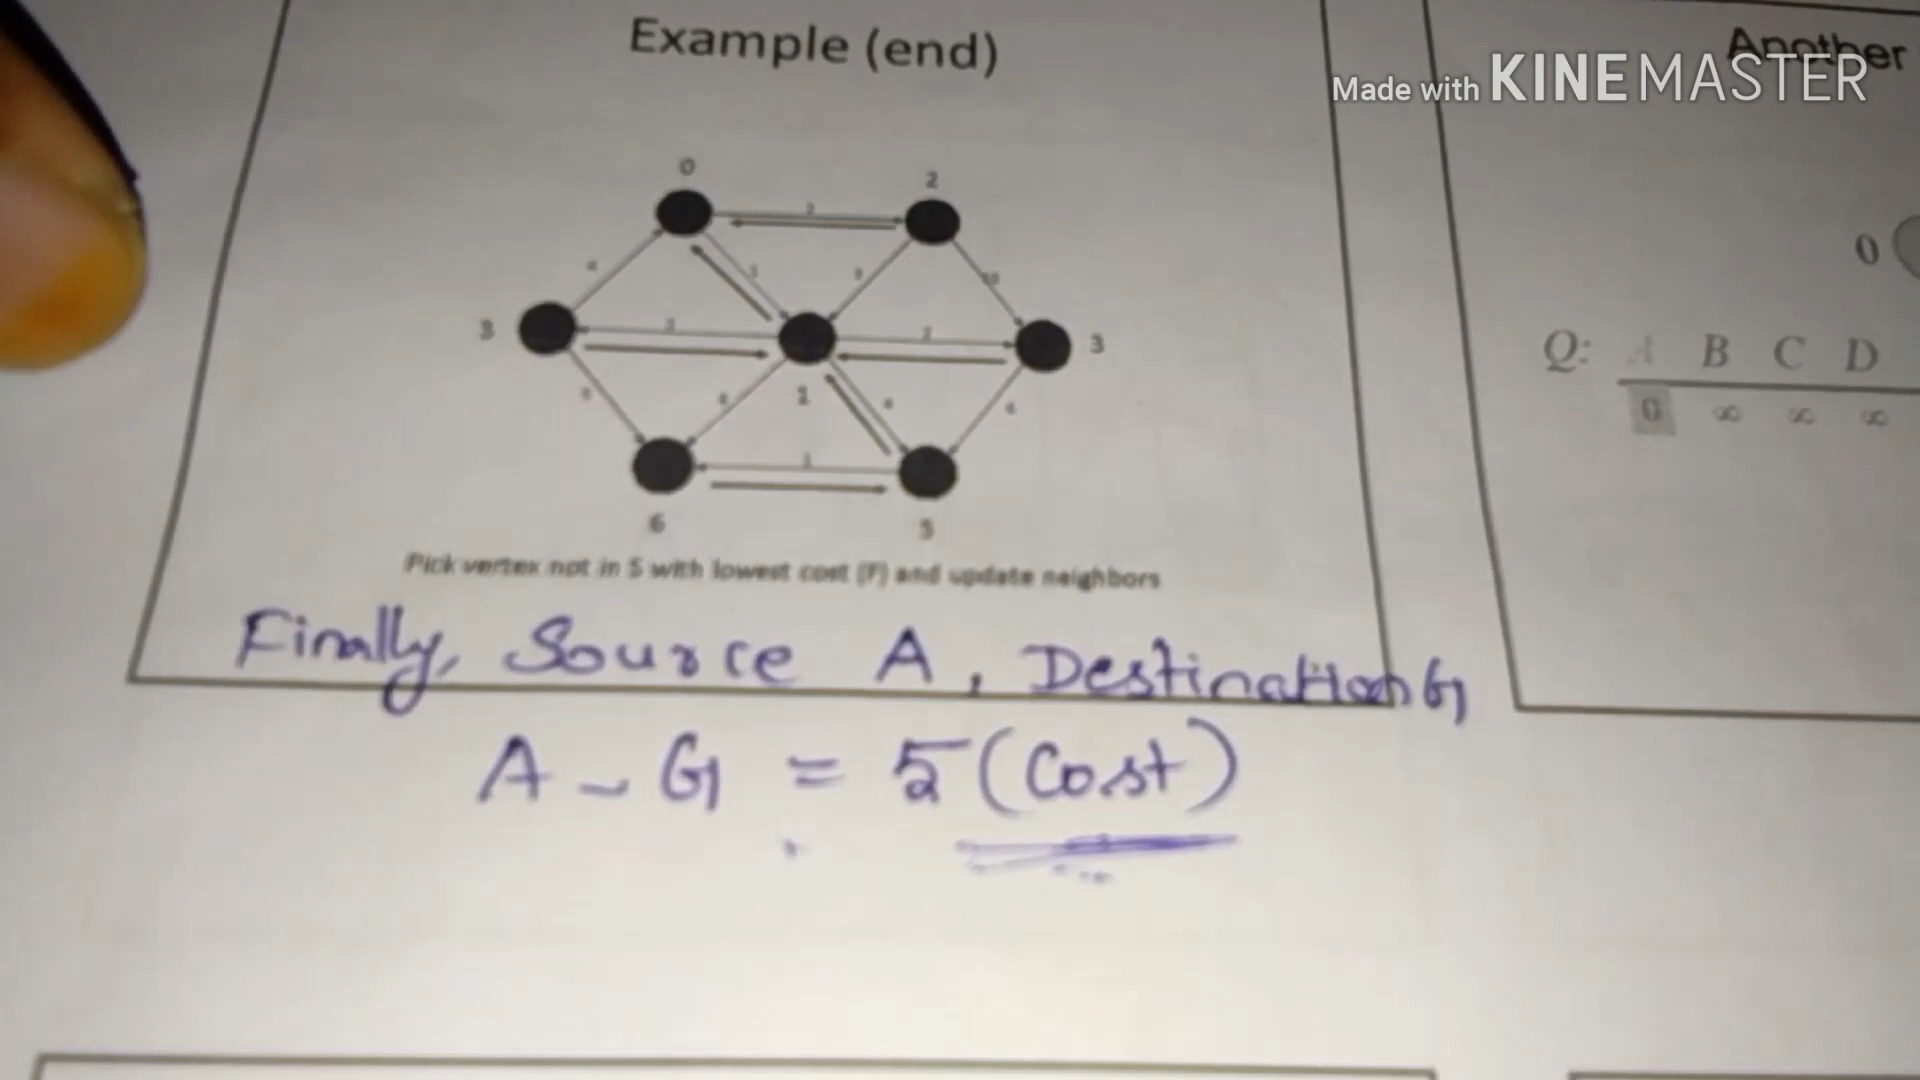 Example (end)
Another
Made with KINEMASTER
0
2
3
3
1
6
5
0
Q: A B C D
0 ∞ ∞ ∞
Pick vertex not in S with lowest cost (F) and update neighbors
Finally, Source A, Destination G
A - G = 5 (Cost)